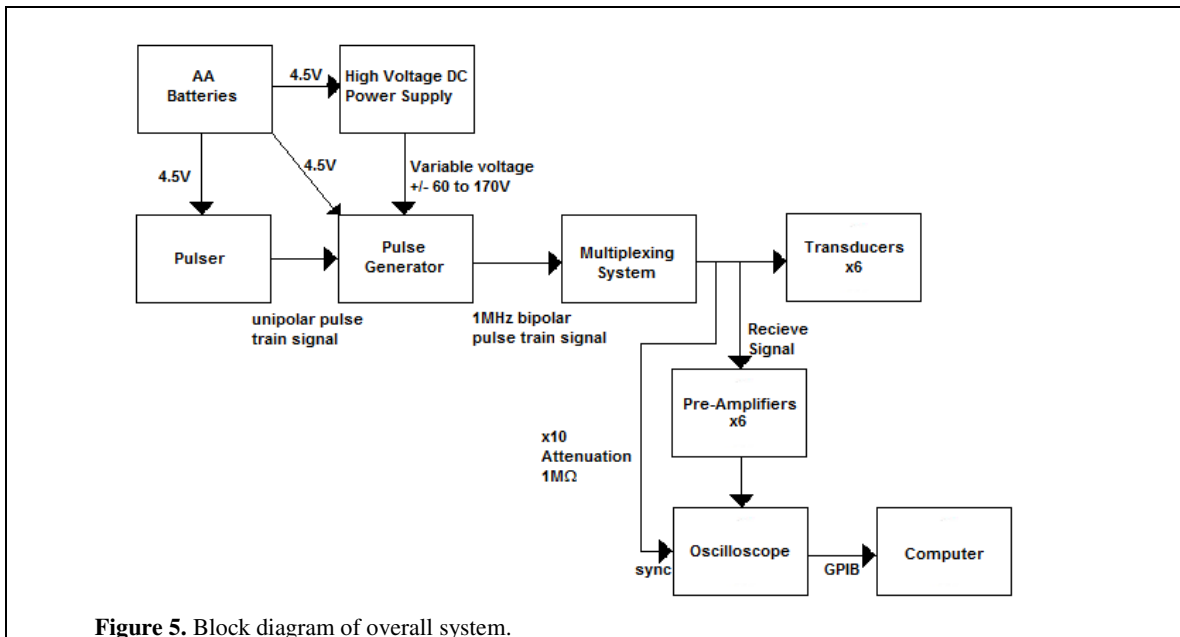 AA
Batteries
4.5V
High Voltage DC
Power Supply
4.5V
4.5V
Variable voltage
+/- 60 to 170V
Pulser
Pulse
Generator
Multiplexing
System
Transducers
x6
unipolar pulse
train signal
1MHz bipolar
pulse train signal
Recieve
Signal
Pre-Amplifiers
x6
x10
Attenuation
1MΩ
sync
Oscilloscope
GPIB
Computer
Figure 5. Block diagram of overall system.